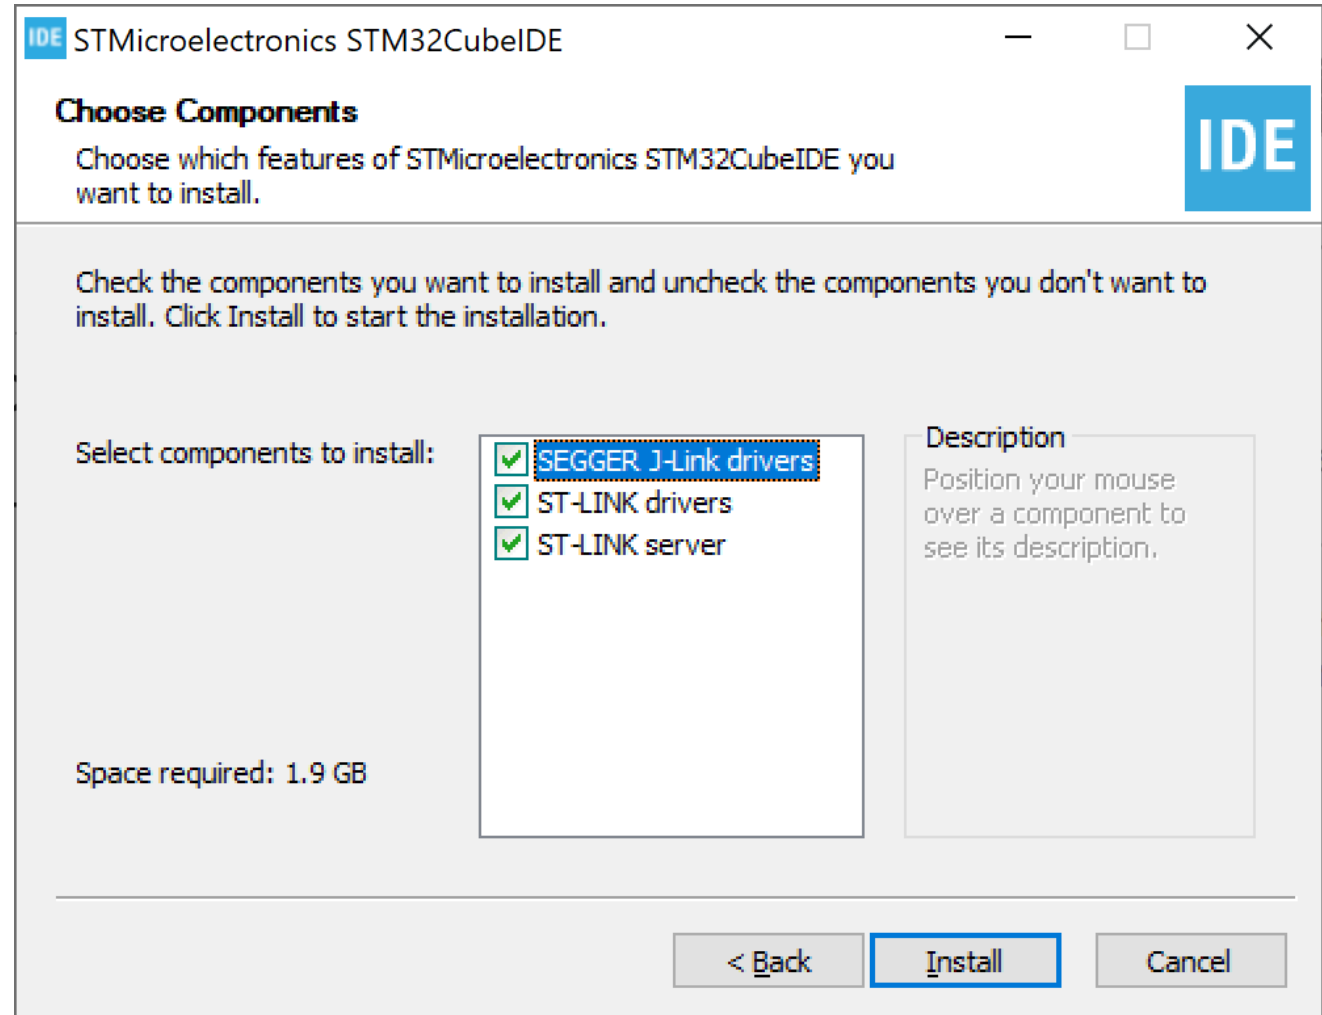 IDE STMicroelectronics STM32CubeIDE
Choose Components
Choose which features of STMicroelectronics STM32CubeIDE you
want to install.
IDE
Check the components you want to install and uncheck the components you don't want to
install. Click Install to start the installation.
Select components to install:
SEGGER J-Link drivers
ST-LINK drivers
ST-LINK server
Description
Position your mouse
over a component to
see its description.
Space required: 1.9 GB
< Back
Install
Cancel